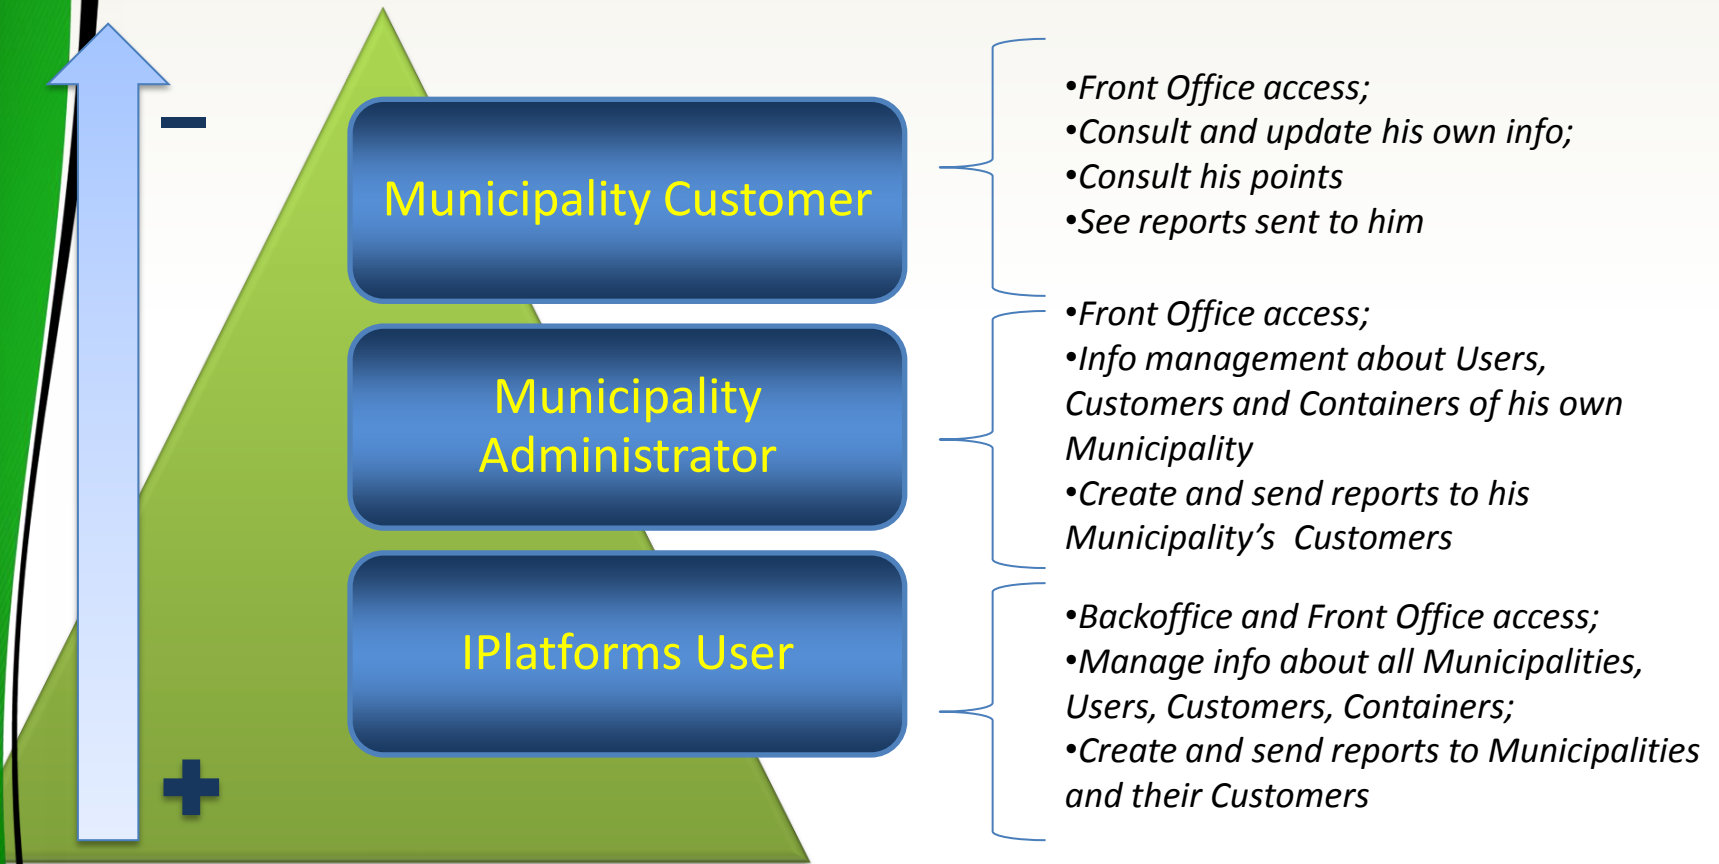 Municipality Customer
•Front Office access;
•Consult and update his own info;
•Consult his points
•See reports sent to him
Municipality
Administrator
•Front Office access;
•Info management about Users,
Customers and Containers of his own
Municipality
•Create and send reports to his
Municipality’s  Customers
IPlatforms User
•Backoffice and Front Office access;
•Manage info about all Municipalities,
Users, Customers, Containers;
•Create and send reports to Municipalities
and their Customers